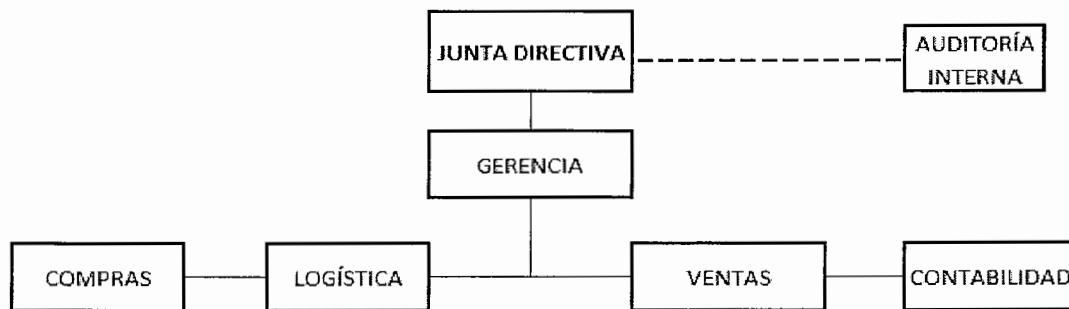 JUNTA DIRECTIVA
AUDITORÍA
INTERNA
GERENCIA
COMPRAS
LOGÍSTICA
VENTAS
CONTABILIDAD